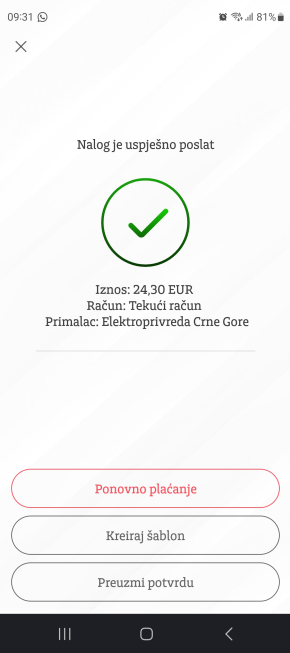 09:31
81%
Nalog je uspješno poslat
Iznos: 24,30 EUR
Račun: Tekući račun
Primalac: Elektroprivreda Crne Gore
Ponovno plaćanje
Kreiraj šablon
Preuzmi potvrdu